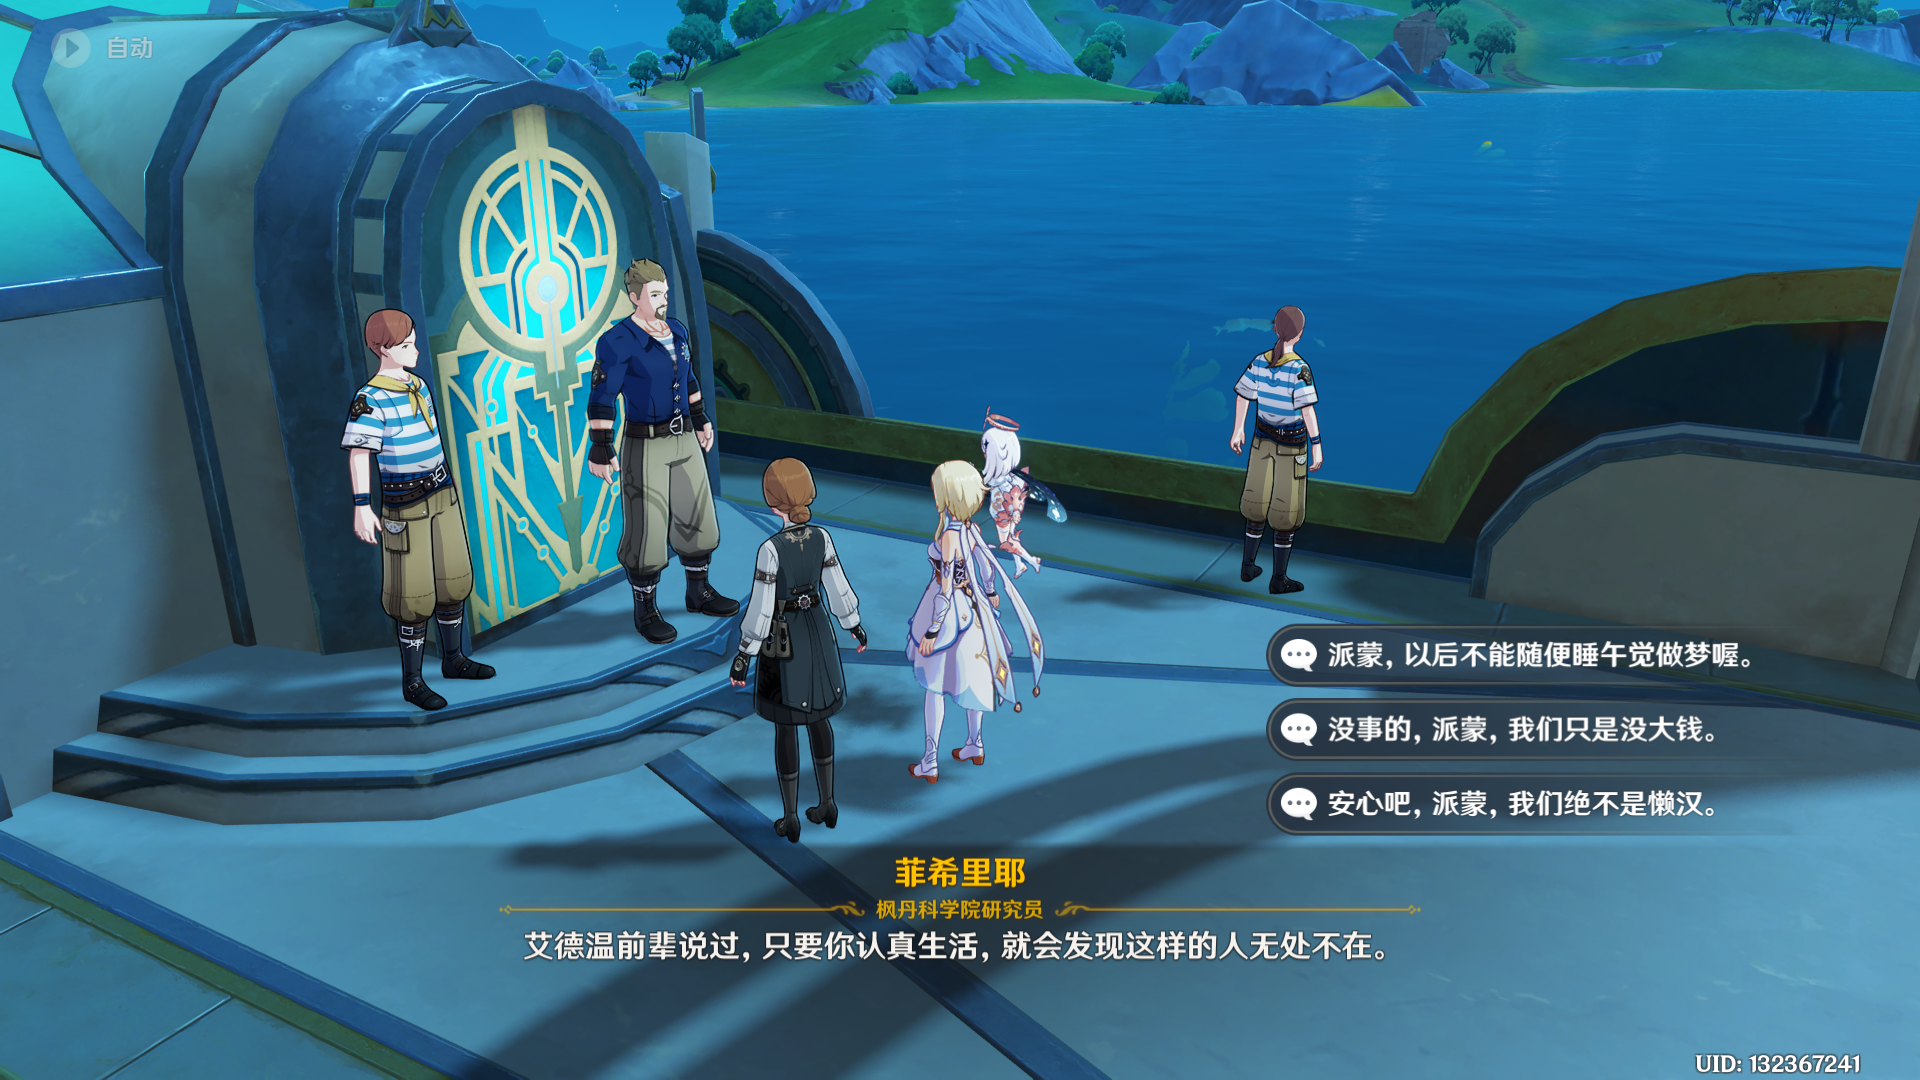 自动
派蒙，以后不能随便睡午觉做梦喔。
没事的，派蒙，我们只是没大钱。
安心吧，派蒙，我们绝不是懒汉。
菲希里耶
枫丹科学院研究员
艾德温前辈说过，只要你认真生活，就会发现这样的人无处不在。
UID: 132367241